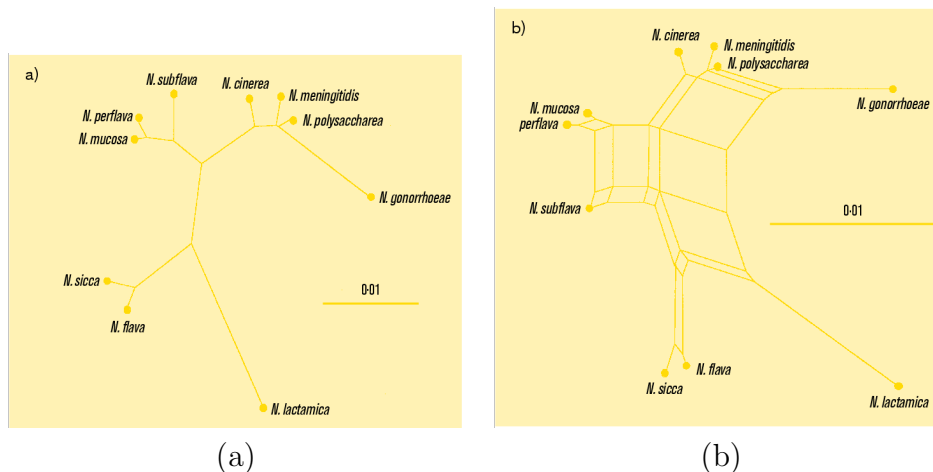 a)
N. subflava
N. cinerea
N. perflava
N. meningitidis
N. mucosa
N. polysaccharea
N. gonorrhoeae
N. sicca
0·01
N. flava
N. lactamica
(a)
b)
N. cinerea
N. meningitidis
N. polysaccharea
N. gonorrhoeae
N. mucosa
perflava
N. subflava
0·01
N. flava
N. sicca
N. lactamica
(b)